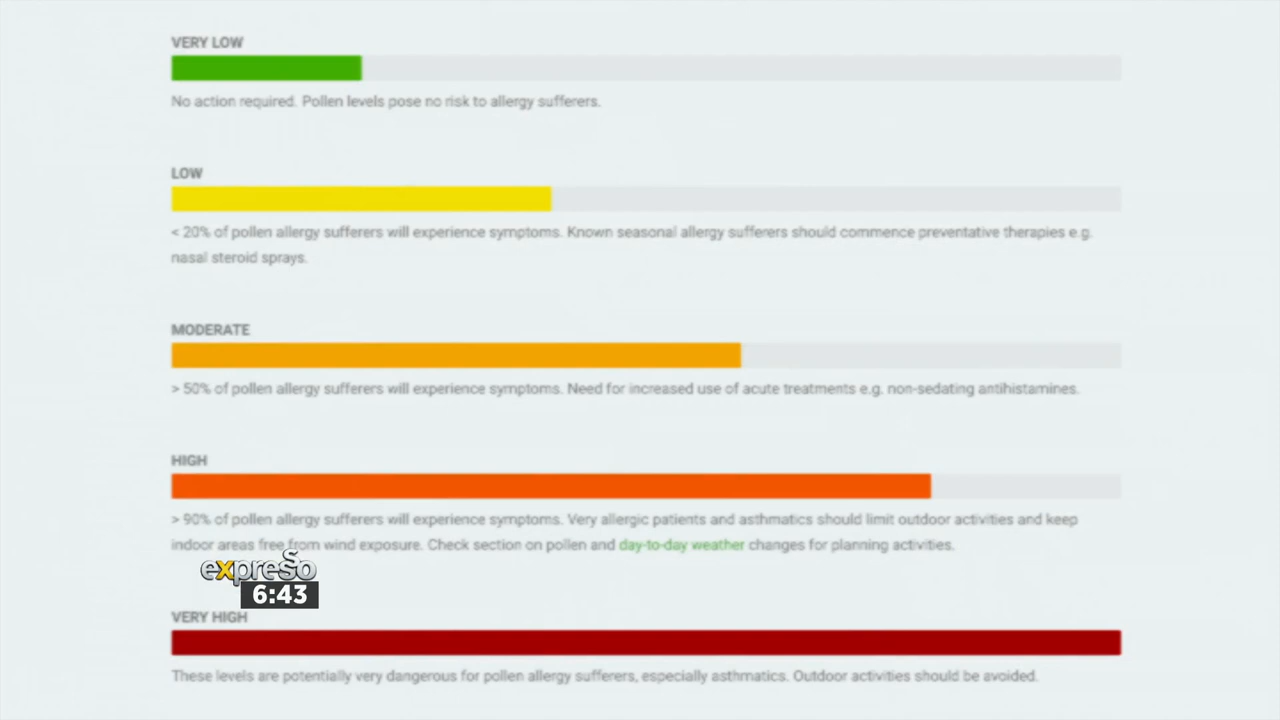 VERY LOW
No action required. Pollen levels pose no risk to allergy sufferers.
LOW
< 20% of pollen allergy sufferers will experience symptoms. Known seasonal allergy sufferers should commence preventative therapies e.g.
nasal steroid sprays.
MODERATE
> 50% of pollen allergy sufferers will experience symptoms. Need for increased use of acute treatments e.g. non-sedating antihistamines.
HIGH
> 90% of pollen allergy sufferers will experience symptoms. Very allergic patients and asthmatics should limit outdoor activities and keep
indoor areas free from wind exposure. Check section on pollen and day-to-day weather changes for planning activities.
expresso
6:43
VERY HIGH
These levels are potentially very dangerous for pollen allergy sufferers, especially asthmatics. Outdoor activities should be avoided.